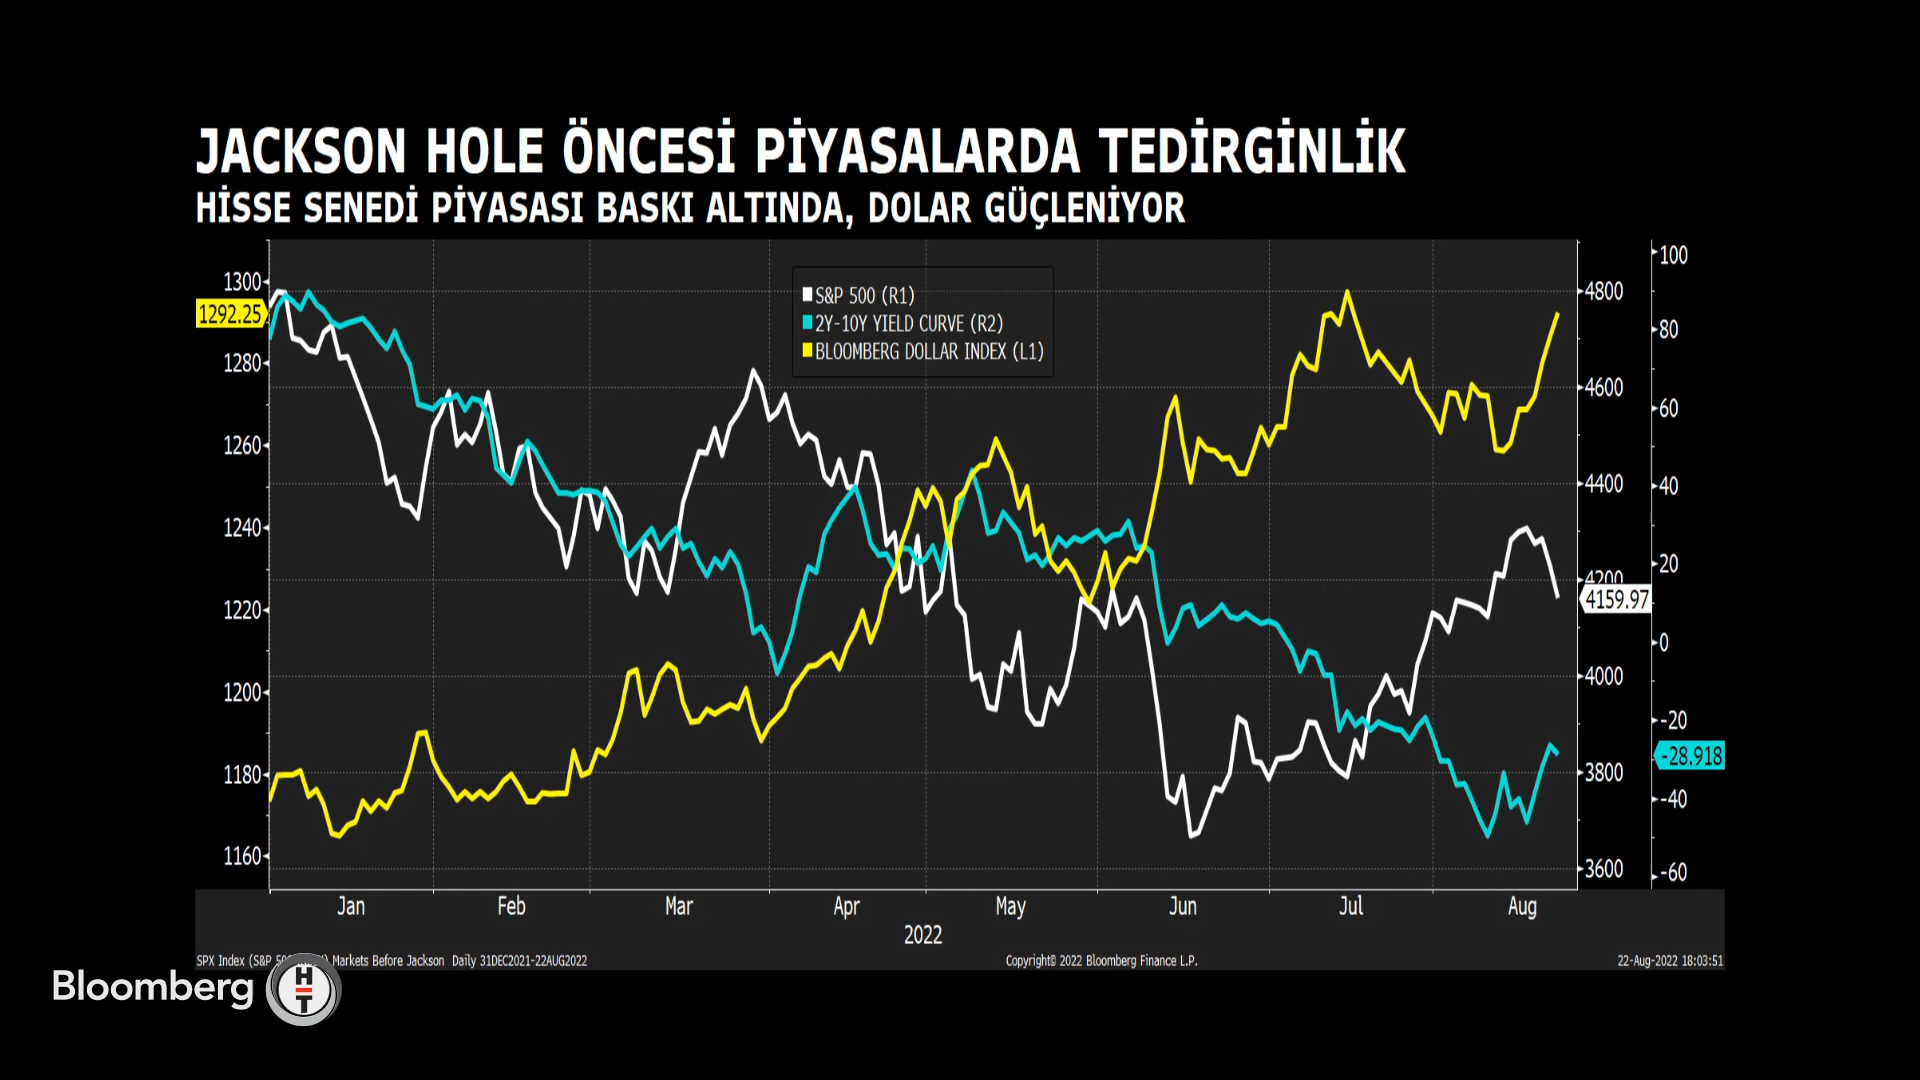 JACKSON HOLE ÖNCESİ PİYASALARDA TEDİRGİNLİK
HİSSE SENEDİ PİYASASI BASKI ALTINDA, DOLAR GÜÇLENİYOR
S&P 500 (R1)
2Y-10Y YIELD CURVE (R2)
BLOOMBERG DOLLAR INDEX (L1)
1300
1292.25
1280
1260
1240
1220
1200
1180
1160
4800
4600
4400
4200
4159.97
4000
3800
3600
100
80
60
40
20
0
-20
-28.918
-40
-60
Jan Feb Mar Apr May Jun Jul Aug
2022
SPX Index (S&P Markets Before Jackson Daily 31DEC2021-22AUG2022
Copyright© 2022 Bloomberg Finance L.P.
22-Aug-2022 18:03:51
Bloomberg HT